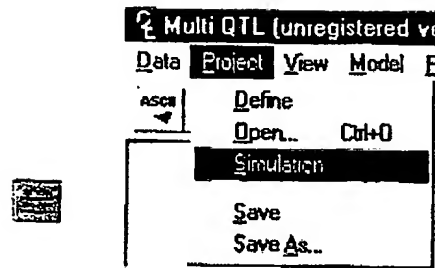 Multi QTL (unregistered ve
Data Project View Model
ASCII
Define
Open... Ctrl+O
Simulation
Save
Save As...